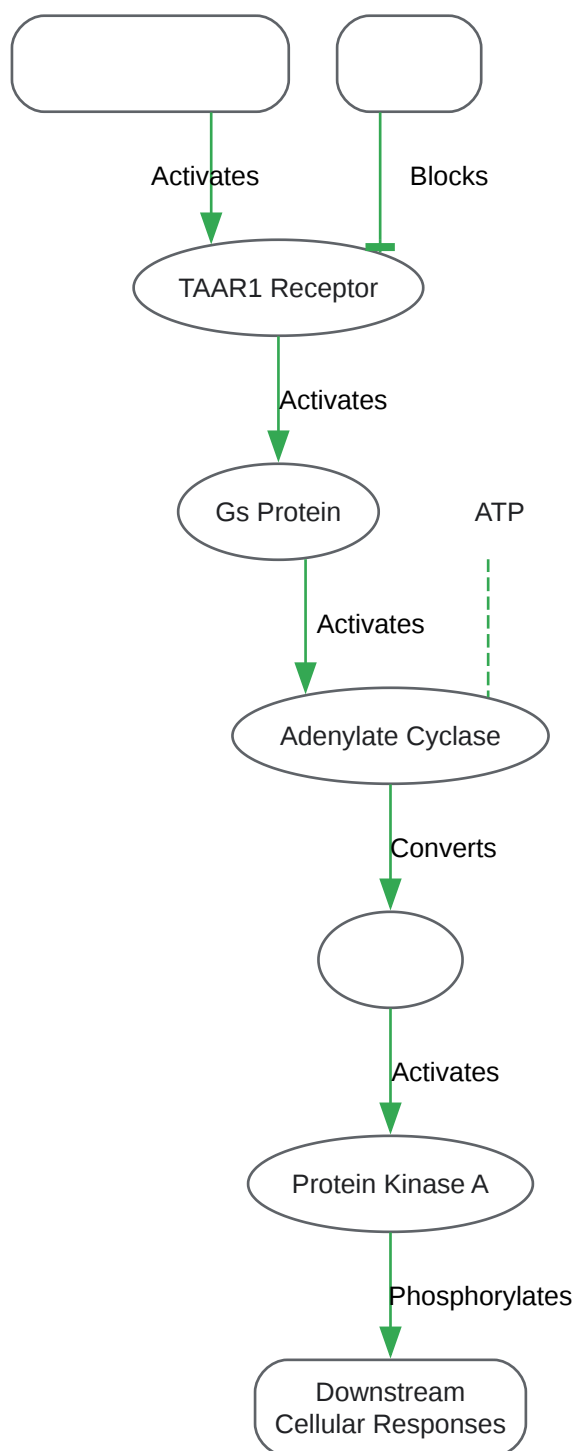 Activates
Blocks
TAAR1 Receptor
Activates
Gs Protein
ATP
Activates
Adenylate Cyclase
Converts
Activates
Protein Kinase A
Phosphorylates
Downstream
Cellular Responses